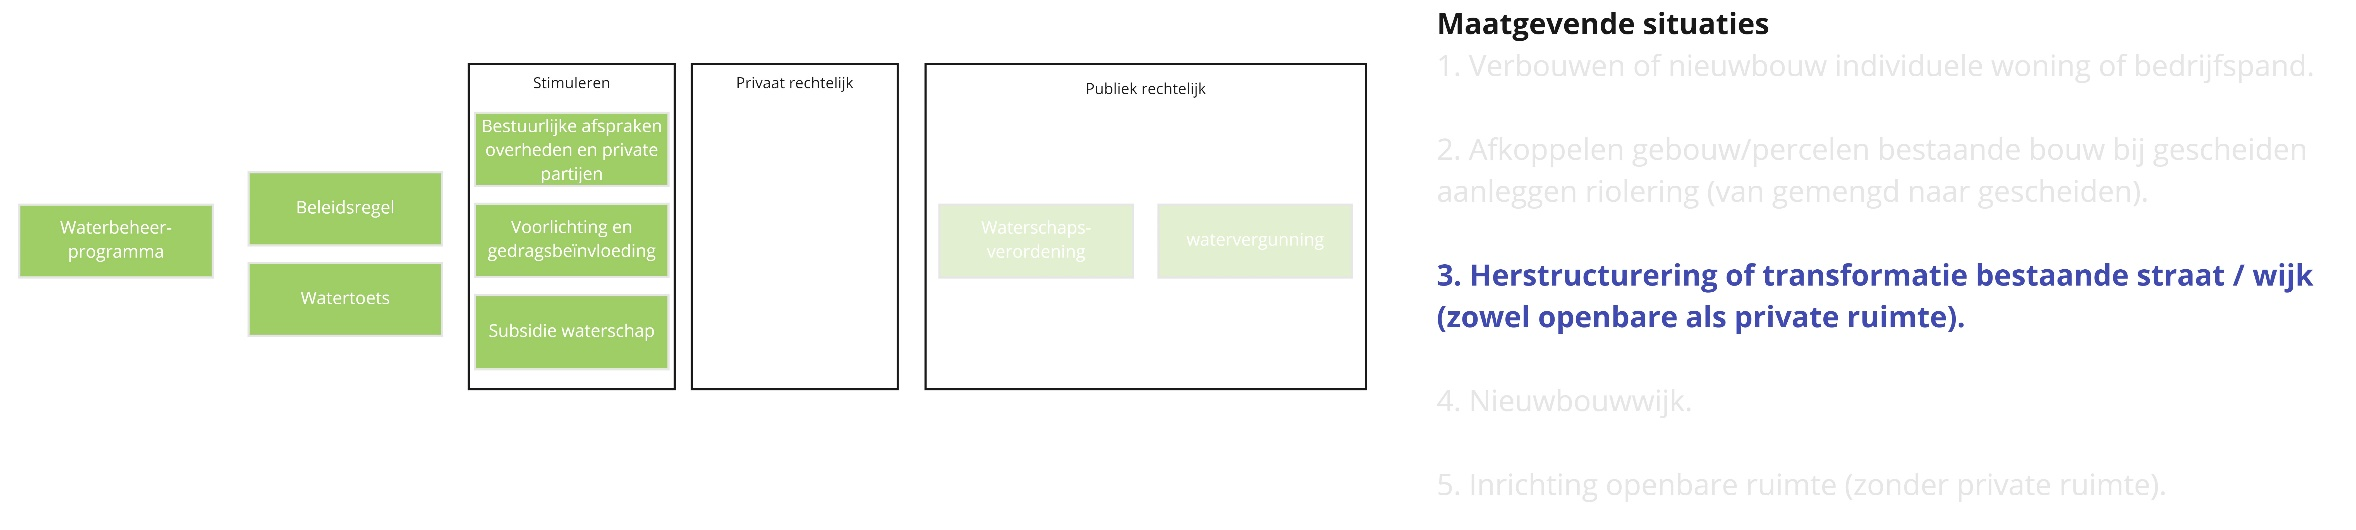 Waterbeheer-
programma
Beleidsregel
Watertoets
Stimuleren
Bestuurlijke afspraken
overheden en private
partijen
Voorlichting en
gedragsbeïnvloeding
Subsidie waterschap
Privaat rechtelijk
Publiek rechtelijk
Waterschaps-
verordening
watervergunning
Maatgevende situaties
1. Verbouwen of nieuwbouw individuele woning of bedrijfspand.
2. Afkoppelen gebouw/percelen bestaande bouw bij gescheiden
aanleggen riolering (van gemengd naar gescheiden).
3. Herstructurering of transformatie bestaande straat / wijk
(zowel openbare als private ruimte).
4. Nieuwbouwwijk.
5. Inrichting openbare ruimte (zonder private ruimte).